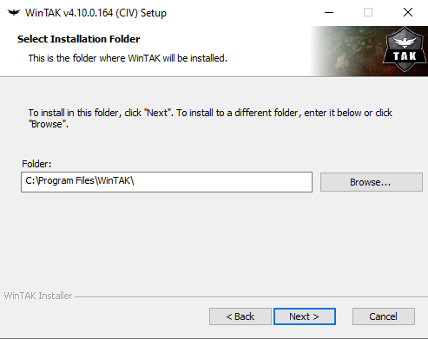 WinTAK v4.10.0.164 (CIV) Setup
Select Installation Folder
This is the folder where WinTAK will be installed.
TAK
To install in this folder, click "Next". To install to a different folder, enter it below or click
"Browse".
Folder:
C:\Program Files\WinTAK\
Browse...
WinTAK Installer
< Back
Next >
Cancel